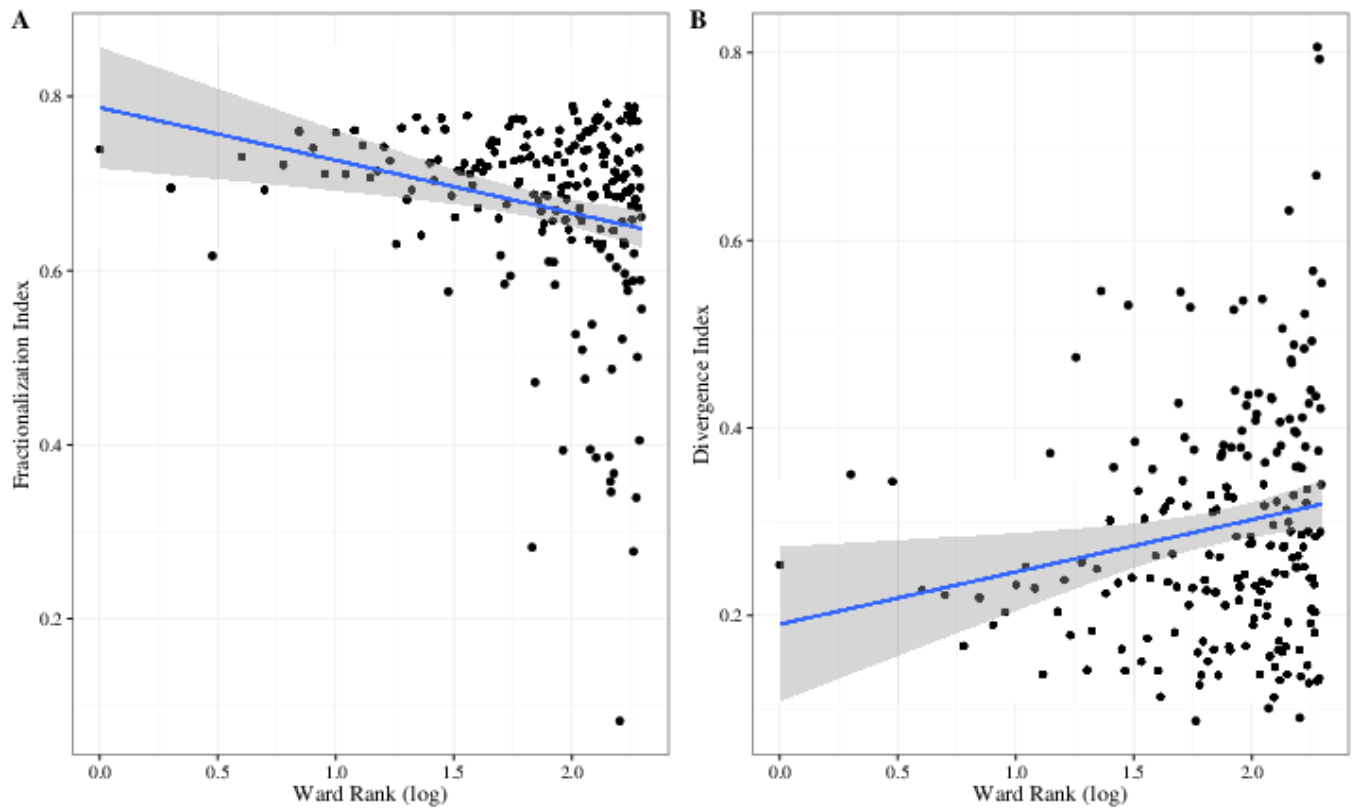 A
Fractionalization Index
0.8
0.6
0.4
0.2
0.0 0.5 1.0 1.5 2.0
Ward Rank (log)
B
Divergence Index
0.8
0.6
0.4
0.2
0.0 0.5 1.0 1.5 2.0
Ward Rank (log)